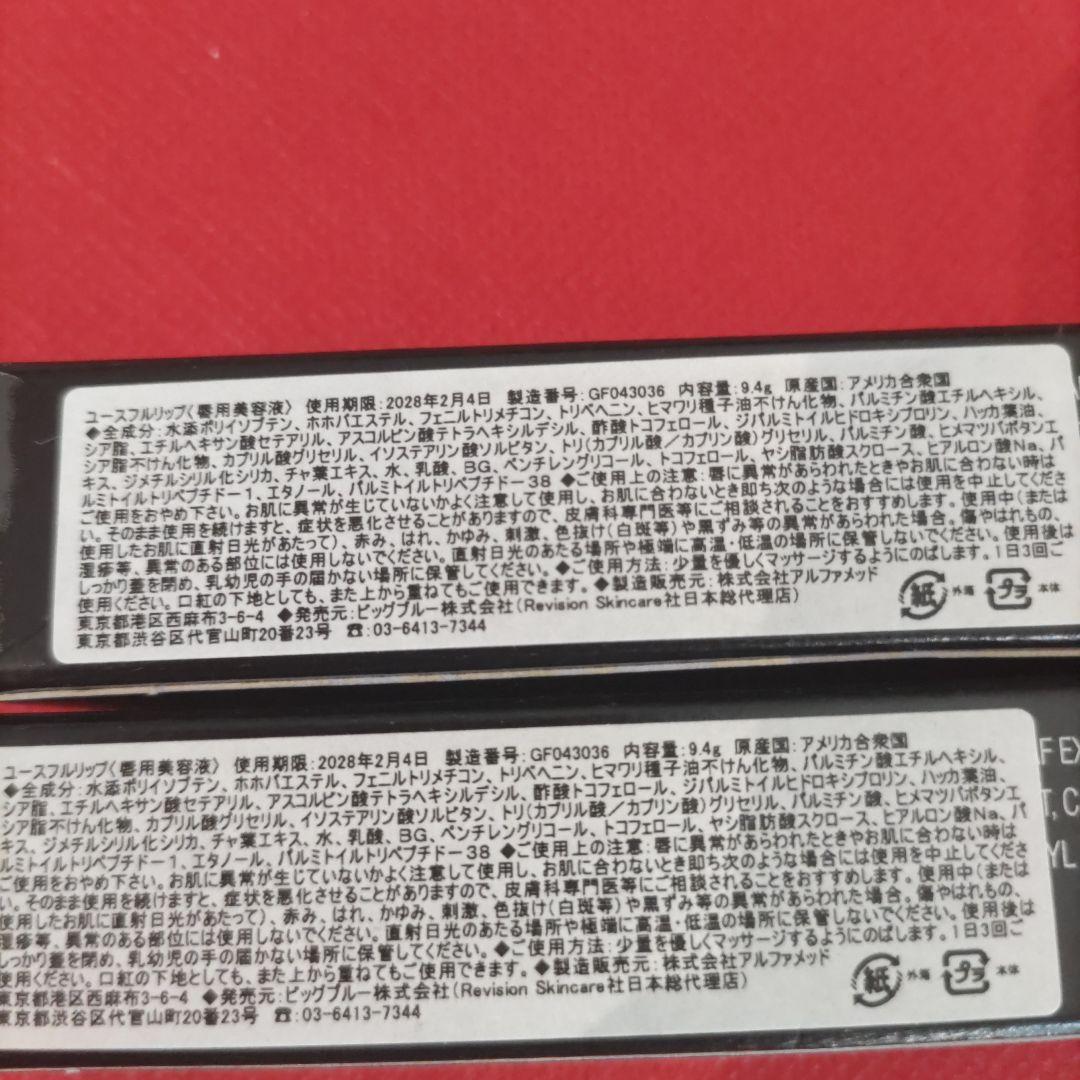 ユースフルリップ〈唇用美容液〉 使用期限:2028年2月4日 製造番号:GF043036 内容量:9.4g 原産国:アメリカ合衆国
◆全成分:水添ポリイソブテン、ホホバエステル、フェニルトリメチコン、トリベヘニン、ヒマワリ種子油不けん化物、パルミチン酸エチルヘキシル、
シア脂、エチルヘキサン酸セテアリル、アスコルビン酸テトラヘキシルデシル、酢酸トコフェロール、ジパルミトイルヒドロキシプロリン、ハッカ葉油、
シア脂不けん化物、カプリル酸グリセリル、イソステアリン酸ソルビタン、トリ(カプリル酸/カプリン酸)グリセリル、パルミチン酸、ヒメマツバボタンエ
キス、ジメチルシリル化シリカ、チャ葉エキス、水、乳酸、BG、ペンチレングリコール、トコフェロール、ヤシ脂肪酸スクロース、ヒアルロン酸Na、パ
ルミトイルトリペプチド-1、エタノール、パルミトイルトリペプチド-38 ◆ご使用上の注意:唇に異常があらわれたときやお肌に合わない時は
ご使用をおやめ下さい。お肌に異常が生じていないかよく注意して使用し、お肌に合わないとき即ち次のような場合には使用を中止してくださ
い。そのまま使用を続けますと、症状を悪化させることがありますので、皮膚科専門医等にご相談されることをおすすめします。使用中(または
使用したお肌に直射日光があたって)、赤み、はれ、かゆみ、刺激、色抜け(白斑等)や黒ずみ等の異常があらわれた場合。傷やはれもの、
湿疹等、異常のある部位には使用しないでください。直射日光のあたる場所や極端に高温・低温の場所に保管しないでください。使用後は
しっかり蓋を閉め、乳幼児の手の届かない場所に保管してください。◆ご使用方法:少量を優しくマッサージするようにのばします。1日3回ご
使用ください。口紅の下地としても、また上から重ねてもご使用できます。◆製造販売元:株式会社アルファメッド
東京都港区西麻布3-6-4 ◆発売元:ビッグブルー株式会社(Revision Skincare社日本総代理店)
東京都渋谷区代官山町20番23号 ☎:03-6413-7344
紙 外箱 プラ 本体
ユースフルリップ〈唇用美容液〉 使用期限:2028年2月4日 製造番号:GF043036 内容量:9.4g 原産国:アメリカ合衆国
◆全成分:水添ポリイソブテン、ホホバエステル、フェニルトリメチコン、トリベヘニン、ヒマワリ種子油不けん化物、パルミチン酸エチルヘキシル、
シア脂、エチルヘキサン酸セテアリル、アスコルビン酸テトラヘキシルデシル、酢酸トコフェロール、ジパルミトイルヒドロキシプロリン、ハッカ葉油、
シア脂不けん化物、カプリル酸グリセリル、イソステアリン酸ソルビタン、トリ(カプリル酸/カプリン酸)グリセリル、パルミチン酸、ヒメマツバボタンエ
キス、ジメチルシリル化シリカ、チャ葉エキス、水、乳酸、BG、ペンチレングリコール、トコフェロール、ヤシ脂肪酸スクロース、ヒアルロン酸Na、パ
ルミトイルトリペプチド-1、エタノール、パルミトイルトリペプチド-38 ◆ご使用上の注意:唇に異常があらわれたときやお肌に合わない時は
ご使用をおやめ下さい。お肌に異常が生じていないかよく注意して使用し、お肌に合わないとき即ち次のような場合には使用を中止してくださ
い。そのまま使用を続けますと、症状を悪化させることがありますので、皮膚科専門医等にご相談されることをおすすめします。使用中(または
使用したお肌に直射日光があたって)、赤み、はれ、かゆみ、刺激、色抜け(白斑等)や黒ずみ等の異常があらわれた場合。傷やはれもの、
湿疹等、異常のある部位には使用しないでください。直射日光のあたる場所や極端に高温・低温の場所に保管しないでください。使用後は
しっかり蓋を閉め、乳幼児の手の届かない場所に保管してください。◆ご使用方法:少量を優しくマッサージするようにのばします。1日3回ご
使用ください。口紅の下地としても、また上から重ねてもご使用できます。◆製造販売元:株式会社アルファメッド
東京都港区西麻布3-6-4 ◆発売元:ビッグブルー株式会社(Revision Skincare社日本総代理店)
東京都渋谷区代官山町20番23号 ☎:03-6413-7344
紙 外箱 プラ 本体
F EX
T, C
YL